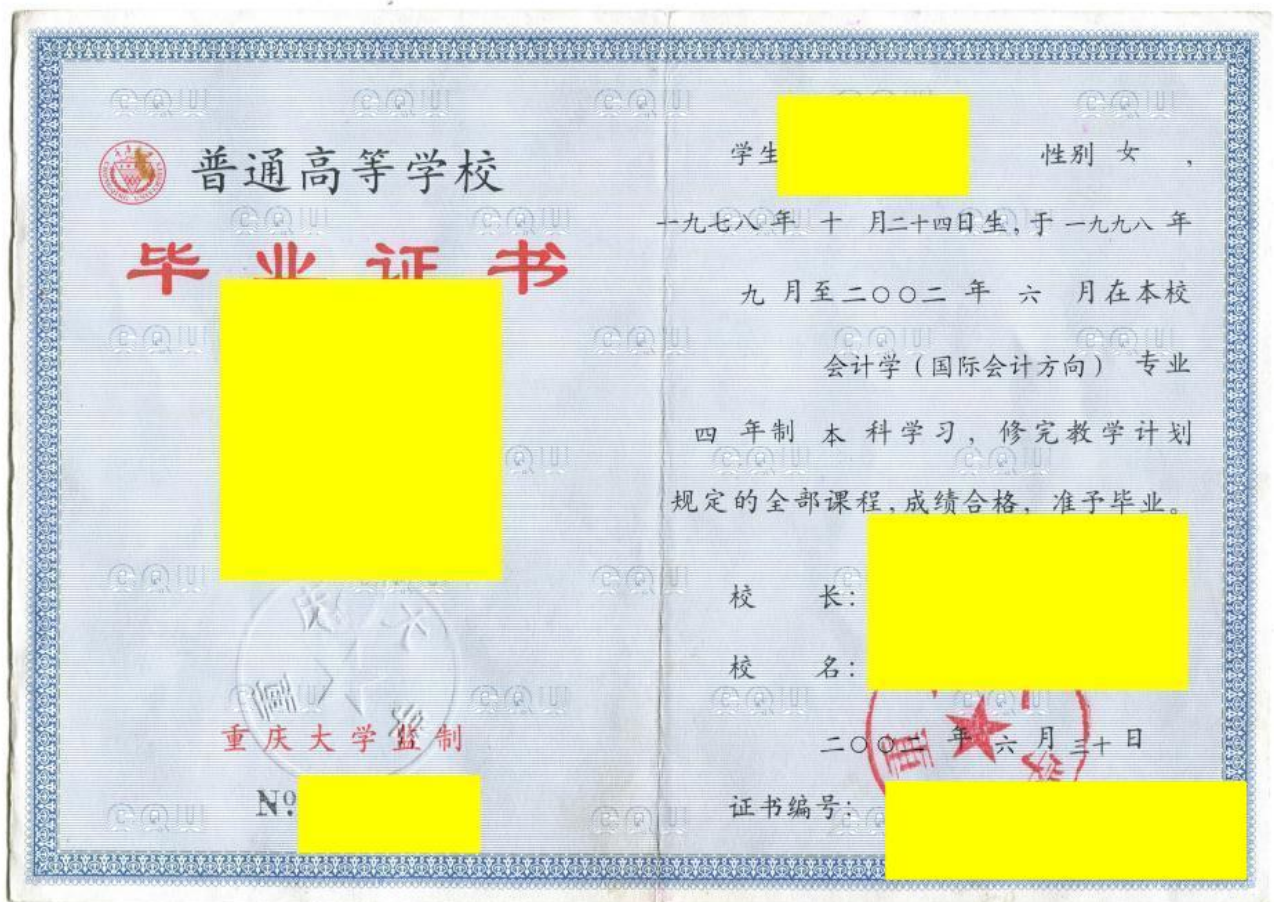 普通高等学校
毕业证书
重庆大学监制
Nº
学生 性别 女 ,
一九七八年 十 月二十四日生,于一九九八 年
九 月至二〇〇二 年 六 月在本校
会计学(国际会计方向) 专业
四 年制 本 科学习,修完教学计划
规定的全部课程,成绩合格,准予毕业。
校 长:
校 名:
二〇〇二 年 六 月 三十 日
证书编号:
CQU